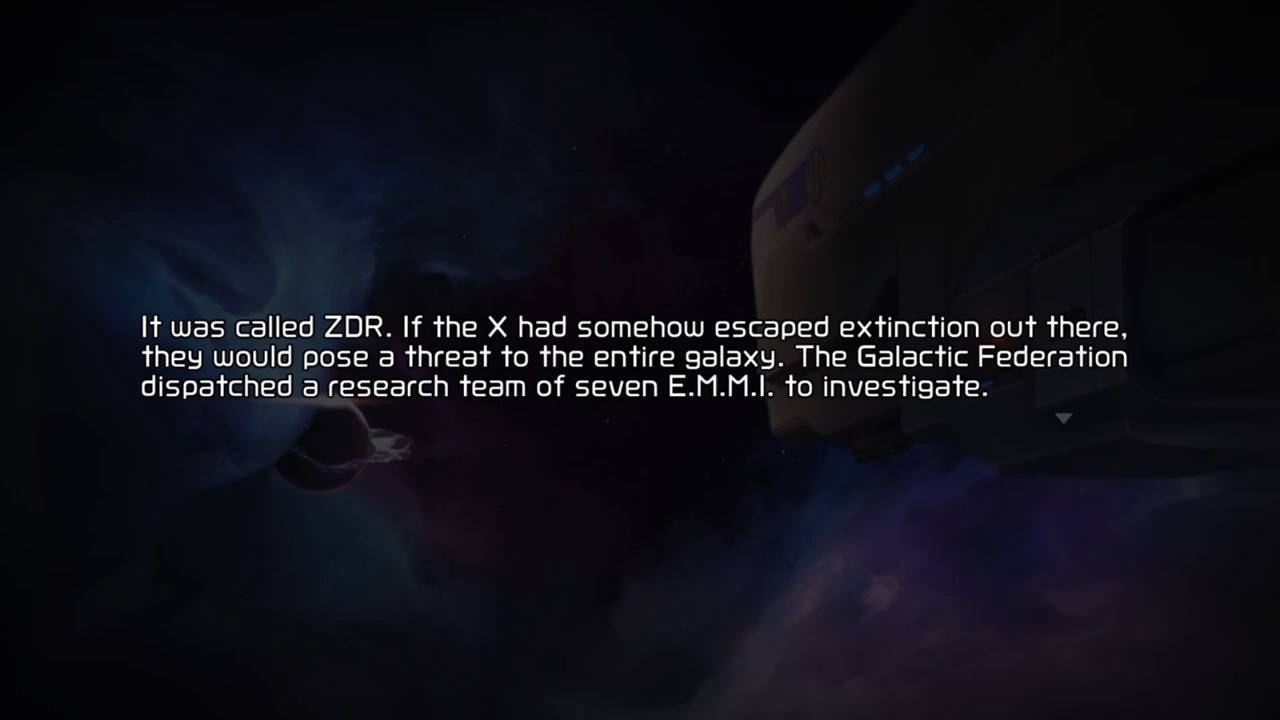 It was called ZDR. If the X had somehow escaped extinction out there,
they would pose a threat to the entire galaxy. The Galactic Federation
dispatched a research team of seven E.M.M.I. to investigate.